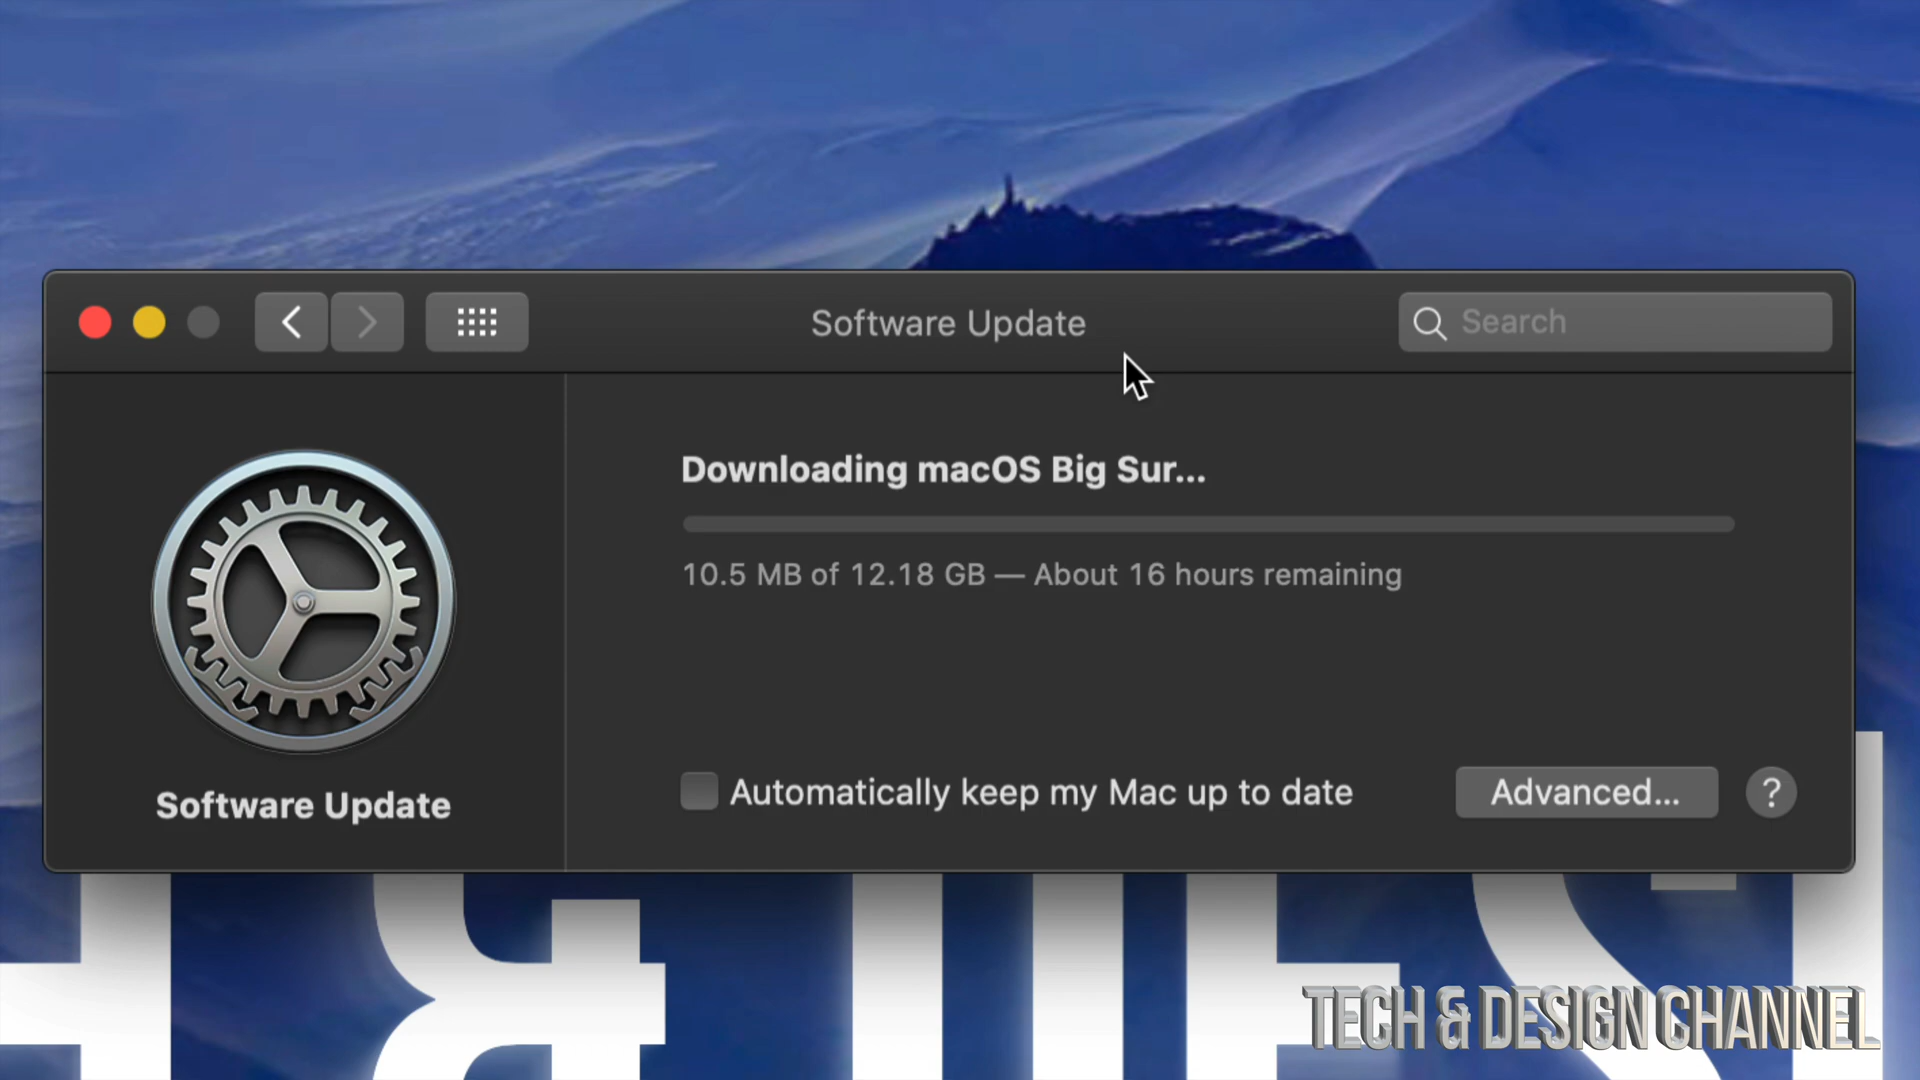 Software Update
Search
Downloading macOS Big Sur...
10.5 MB of 12.18 GB — About 16 hours remaining
Software Update
Automatically keep my Mac up to date
Advanced...
?
TECH & DESIGN CHANNEL